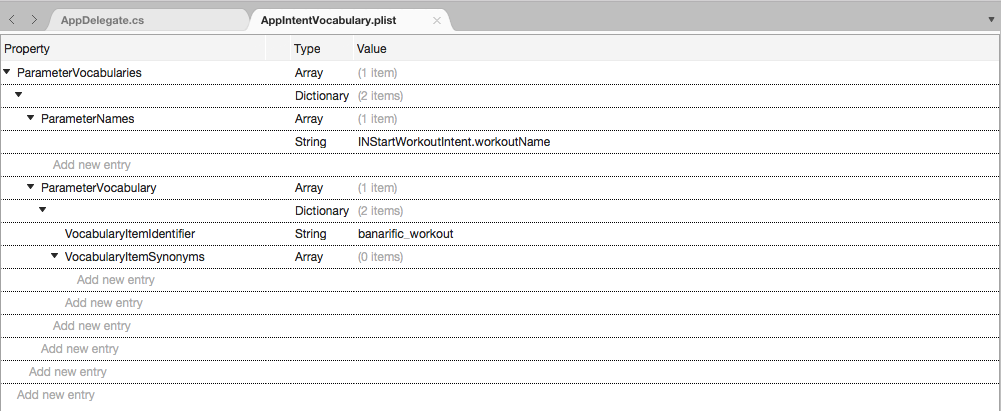 AppDelegate.cs AppIntentVocabulary.plist
Property Type Value
ParameterVocabularies Array (1 item)
Dictionary (2 items)
ParameterNames Array (1 item)
String INStartWorkoutIntent.workoutName
Add new entry
ParameterVocabulary Array (1 item)
Dictionary (2 items)
VocabularyItemIdentifier String banarific_workout
VocabularyItemSynonyms Array (0 items)
Add new entry
Add new entry
Add new entry
Add new entry
Add new entry
Add new entry